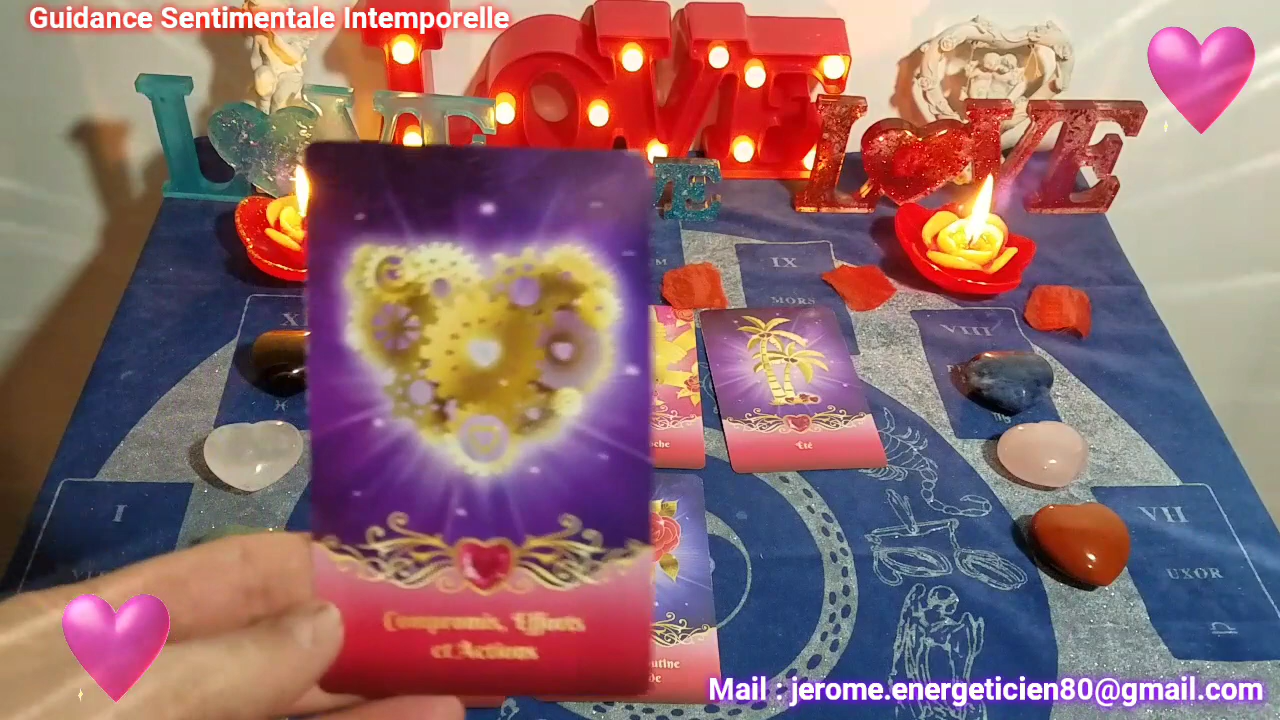 Guidance Sentimentale Intemporelle
LOVE
LOVE
LOVE
IX
MORS
VIII
X
I
VII
UXOR
Été
Compromis, Efforts
et Actions
Mail : jerome.energeticien80@gmail.com